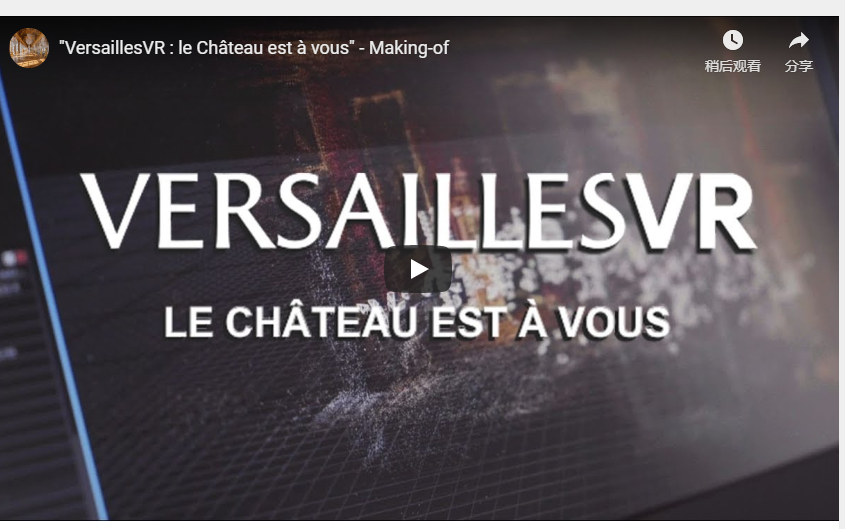 "VersaillesVR : le Château est à vous" - Making-of
稍后观看
分享
VERSAILLESVR
LE CHÂTEAU EST À VOUS